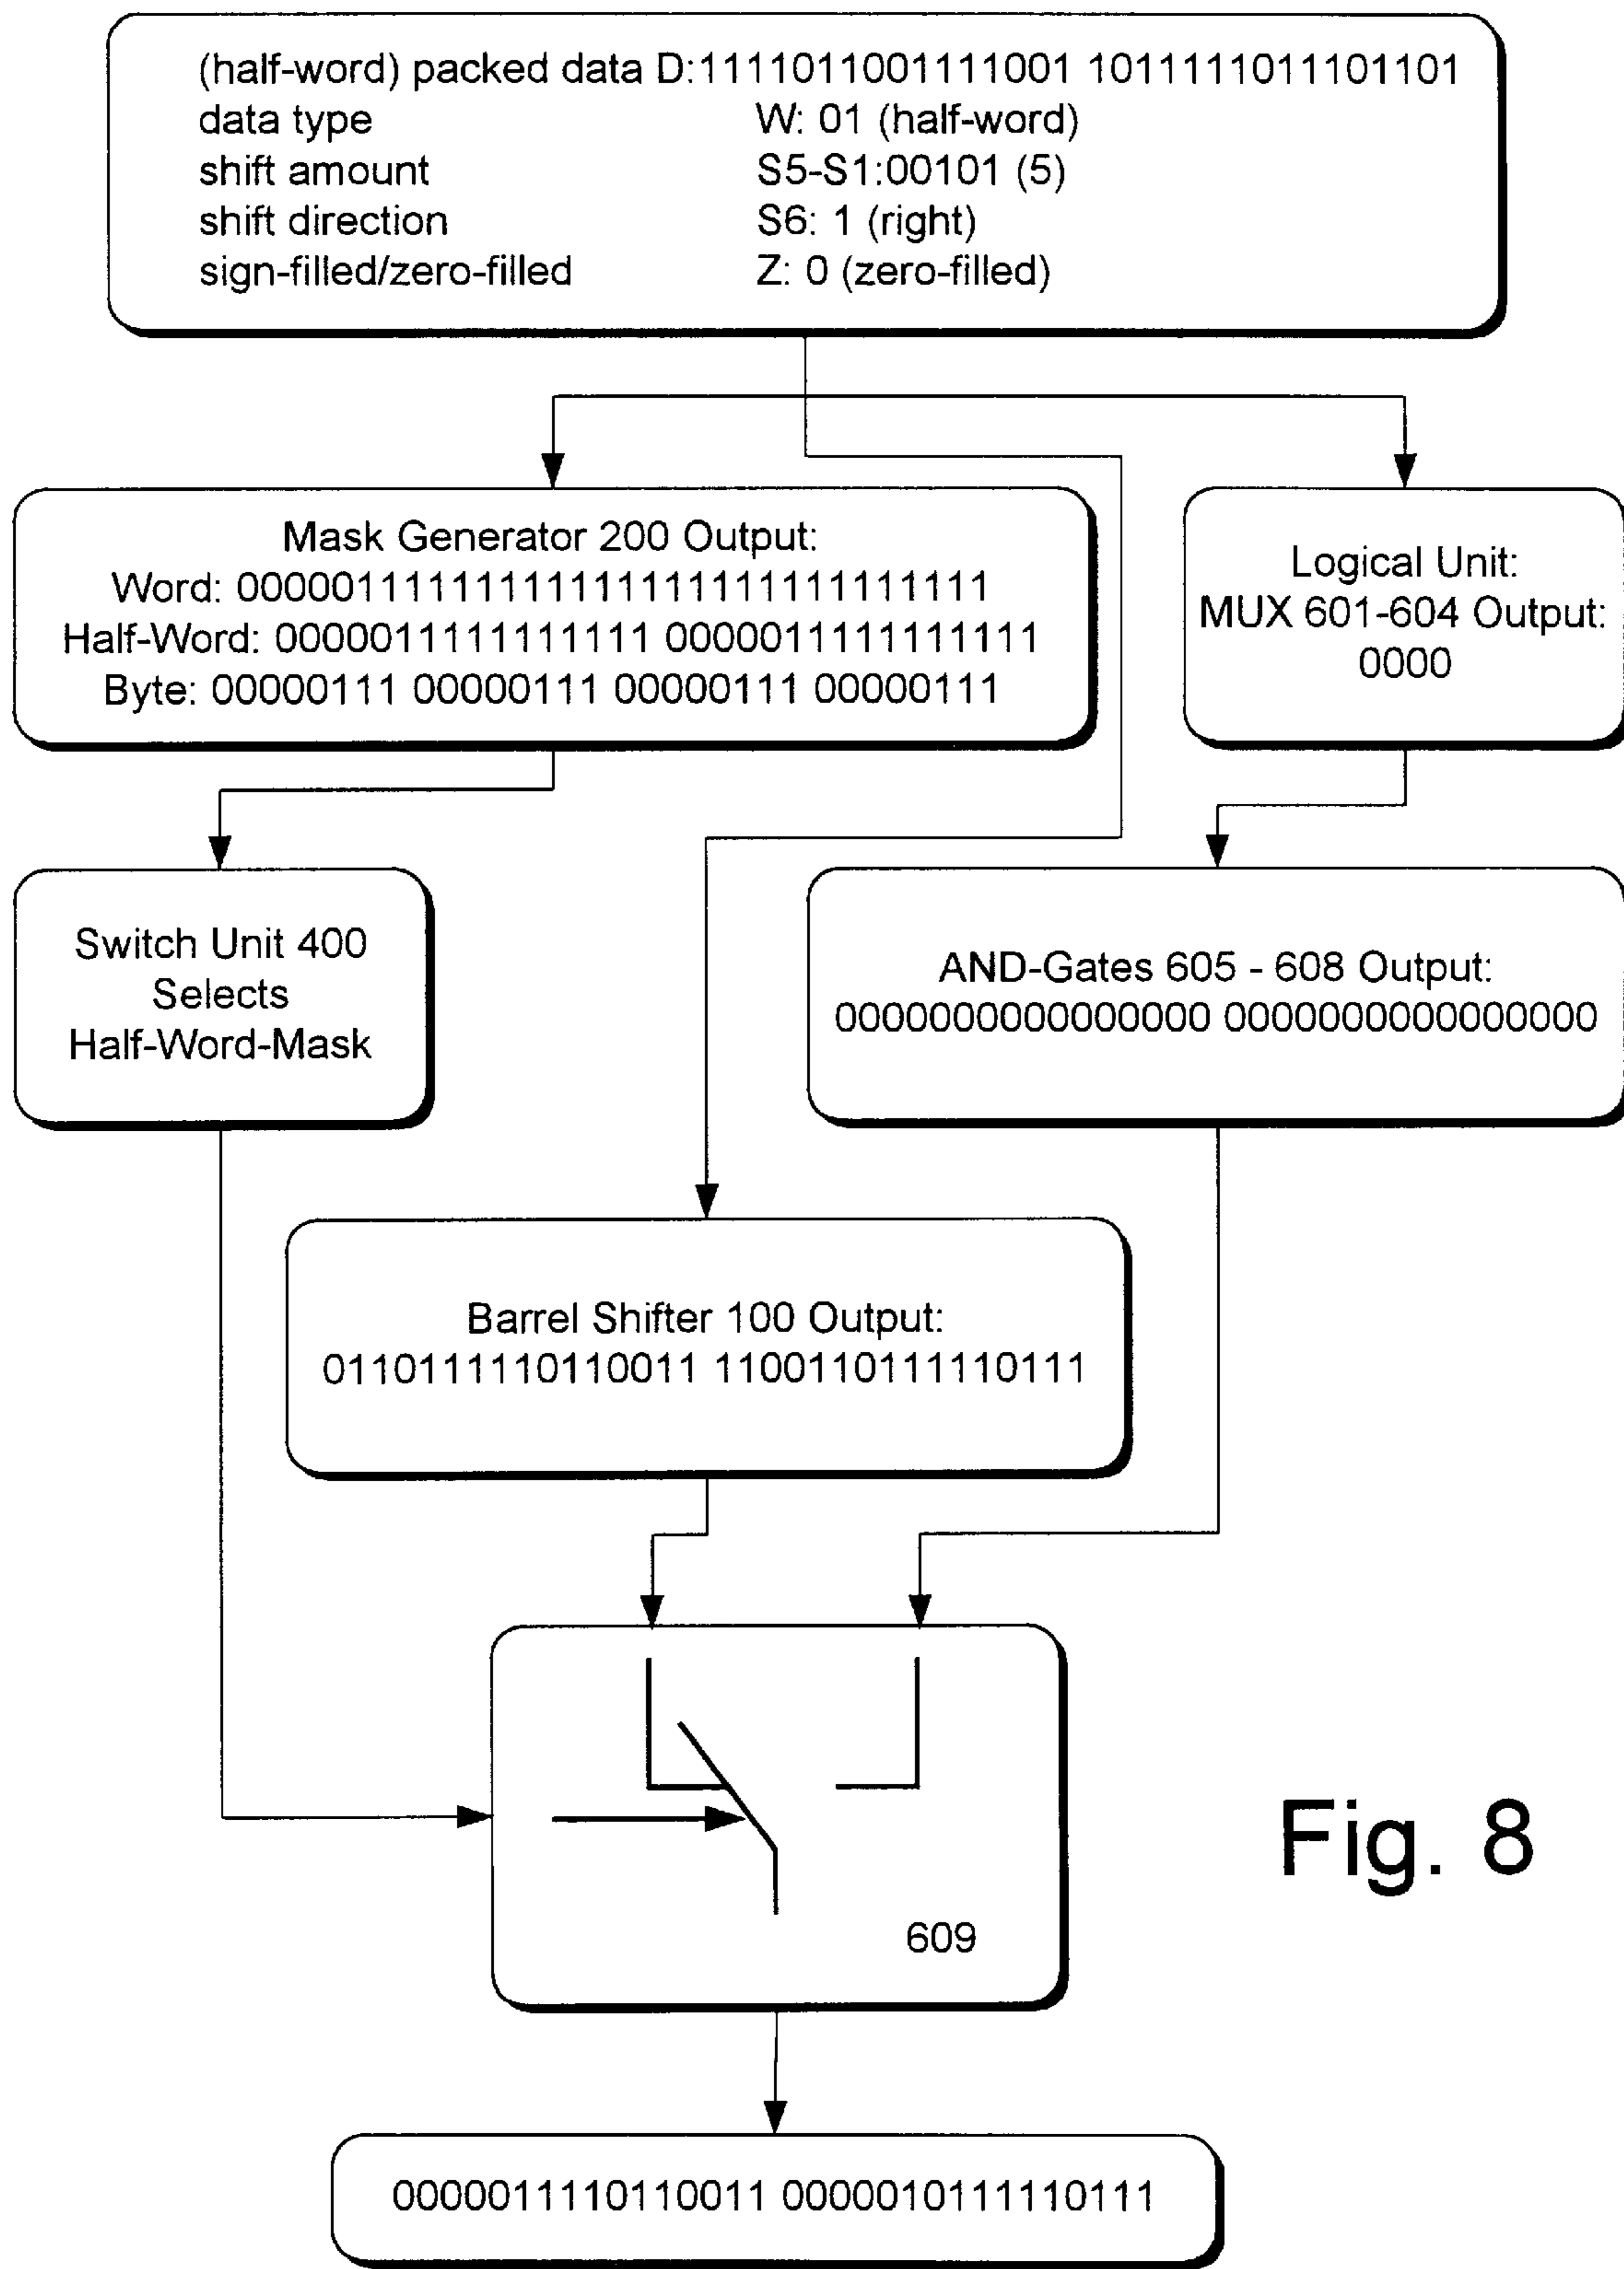 (half-word) packed data D:1111011001111001 1011111011101101
data type W: 01 (half-word)
shift amount S5-S1:00101 (5)
shift direction S6: 1 (right)
sign-filled/zero-filled Z: 0 (zero-filled)
Mask Generator 200 Output:
Word: 00000111111111111111111111111111
Half-Word: 0000011111111111 0000011111111111
Byte: 00000111 00000111 00000111 00000111
Logical Unit:
MUX 601-604 Output:
0000
Switch Unit 400
Selects
Half-Word-Mask
AND-Gates 605 - 608 Output:
0000000000000000 0000000000000000
Barrel Shifter 100 Output:
0110111110110011 1100110111110111
609
Fig. 8
0000011110110011 0000010111110111